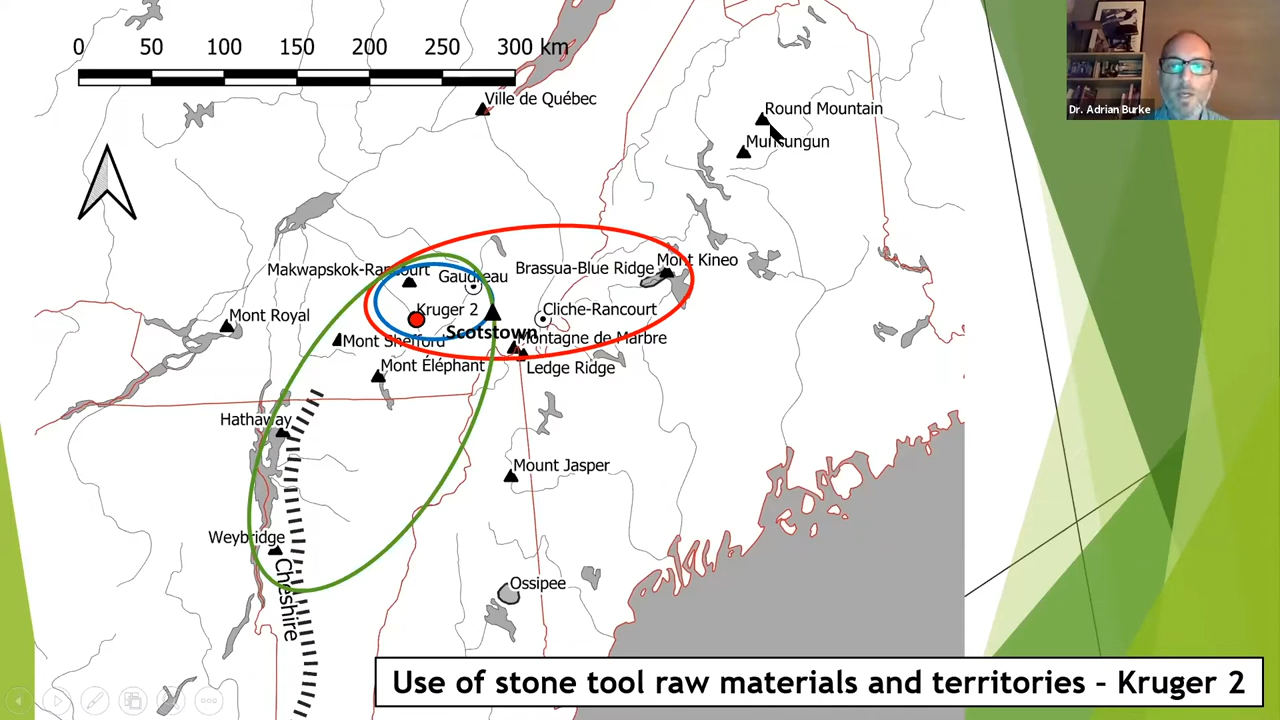 0 50 100 150 200 250 300 km
Ville de Québec
Round Mountain
Munsungun
Dr. Adrian Burke
Makwapskok-Rancourt
Gaudreau
Brassua-Blue Ridge
Mont Kineo
Kruger 2
Cliche-Rancourt
Mont Royal
Scotstown
Montagne de Marbre
Mont Shefford
Mont Éléphant
Ledge Ridge
Hathaway
Mount Jasper
Weybridge
Cheshire
Ossipee
Use of stone tool raw materials and territories – Kruger 2